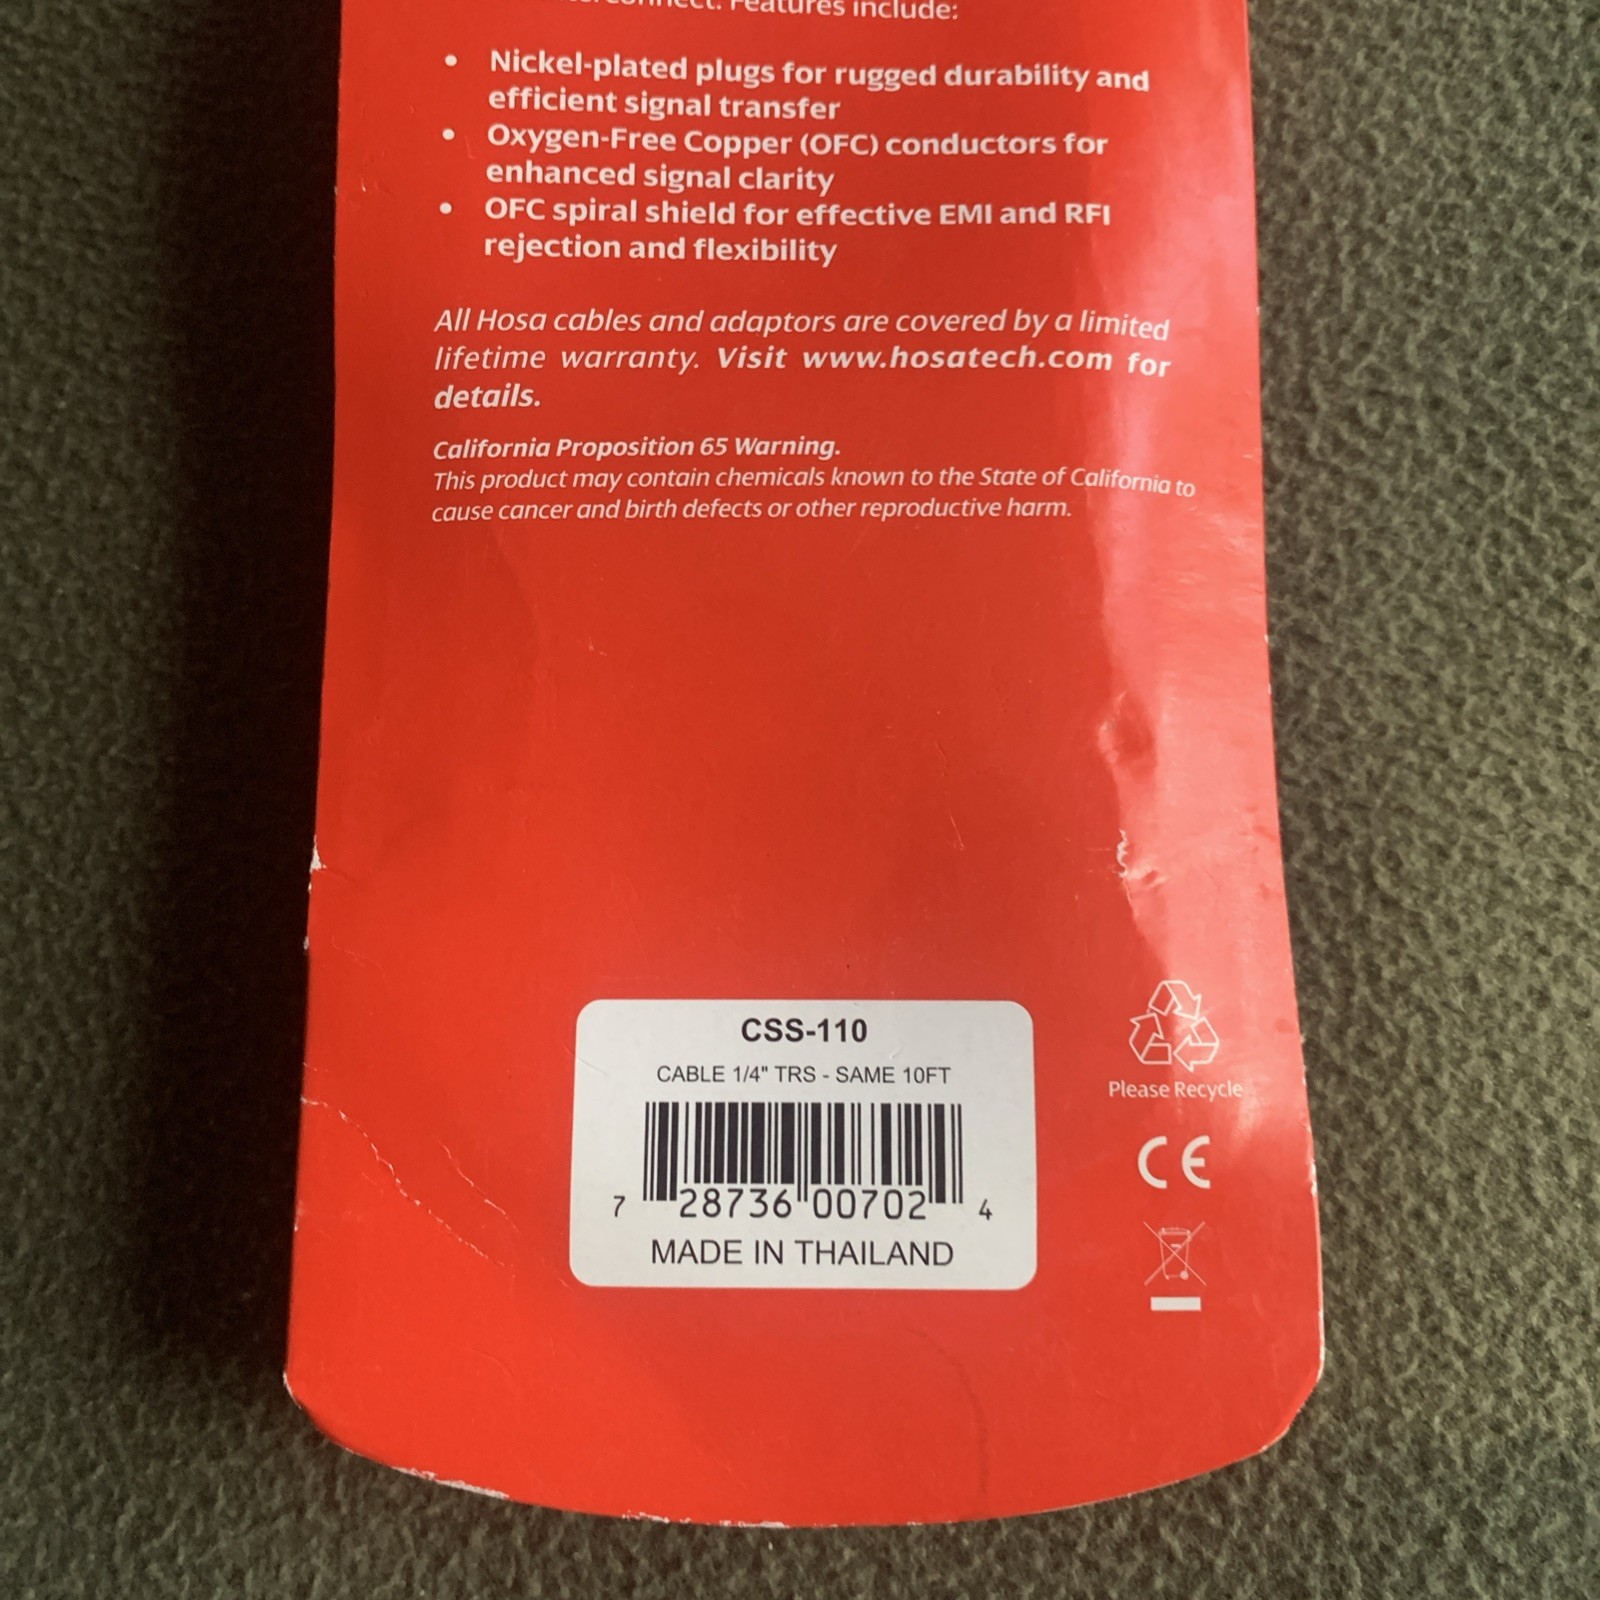 Features include:
• Nickel-plated plugs for rugged durability and
efficient signal transfer
• Oxygen-Free Copper (OFC) conductors for
enhanced signal clarity
• OFC spiral shield for effective EMI and RFI
rejection and flexibility
All Hosa cables and adaptors are covered by a limited
lifetime warranty. Visit www.hosatech.com for
details.
California Proposition 65 Warning.
This product may contain chemicals known to the State of California to
cause cancer and birth defects or other reproductive harm.
CSS-110
CABLE 1/4" TRS - SAME 10FT
7 28736 00702 4
MADE IN THAILAND
Please Recycle
CE